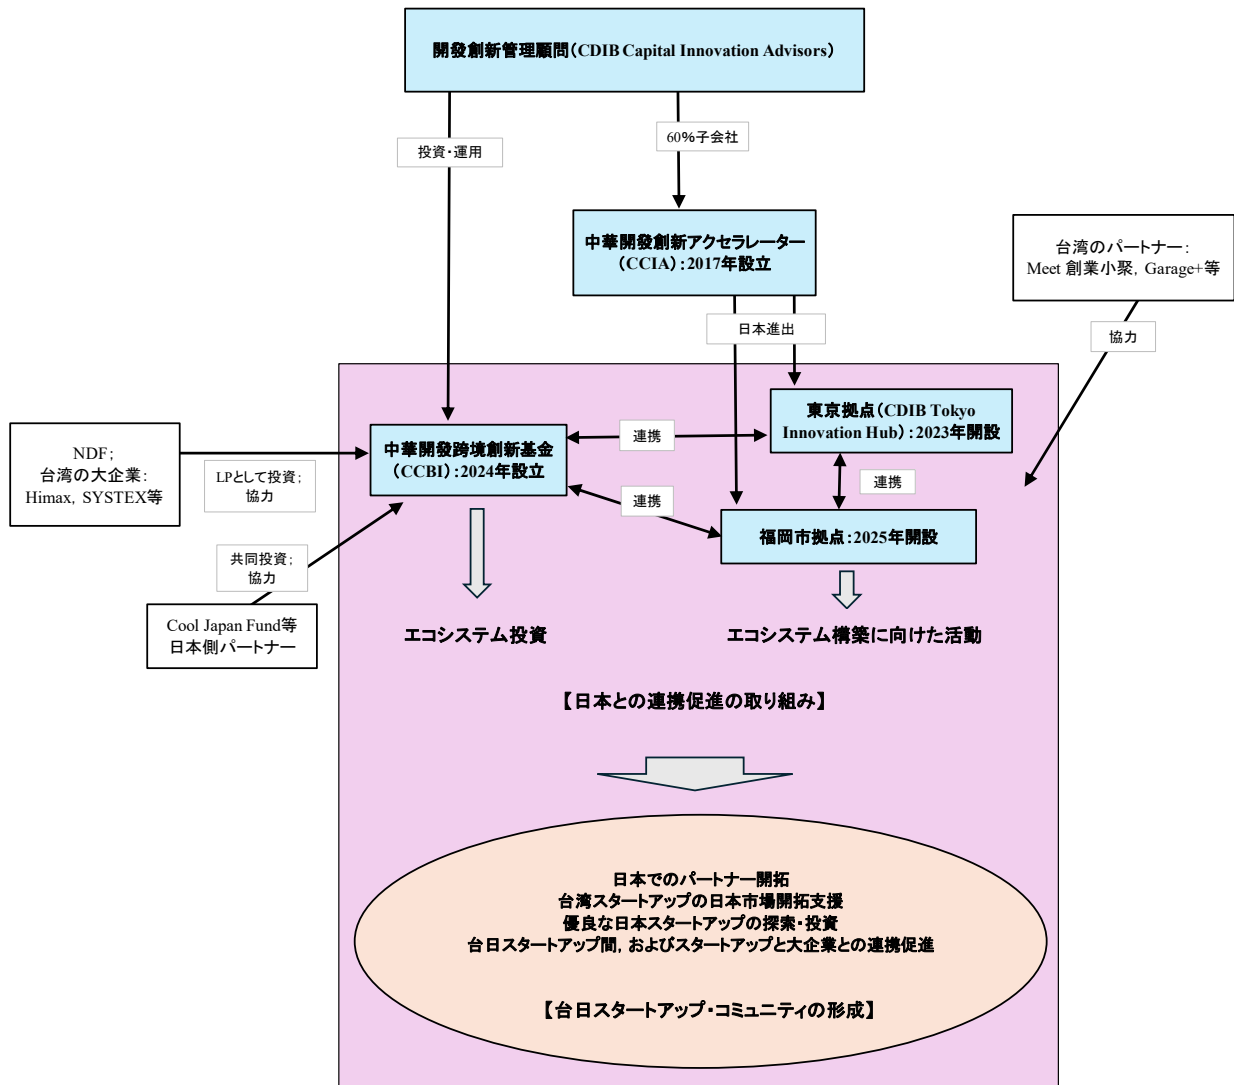 開發創新管理顧問（CDIB Capital Innovation Advisors）
投資・運用
60％子会社
中華開發創新アクセラレーター
（CCIA）：2017年設立
台湾のパートナー：
Meet 創業小聚，Garage+等
日本進出
協力
東京拠点（CDIB Tokyo
Innovation Hub）：2023年開設
連携
中華開發跨境創新基金
（CCBI）：2024年設立
NDF；
台湾の大企業：
Himax，SYSTEX等
LPとして投資；
協力
連携
連携
福岡市拠点：2025年開設
共同投資；
協力
Cool Japan Fund等
日本側パートナー
エコシステム投資
エコシステム構築に向けた活動
【日本との連携促進の取り組み】
日本でのパートナー開拓
台湾スタートアップの日本市場開拓支援
優良な日本スタートアップの探索・投資
台日スタートアップ間，およびスタートアップと大企業との連携促進
【台日スタートアップ・コミュニティの形成】